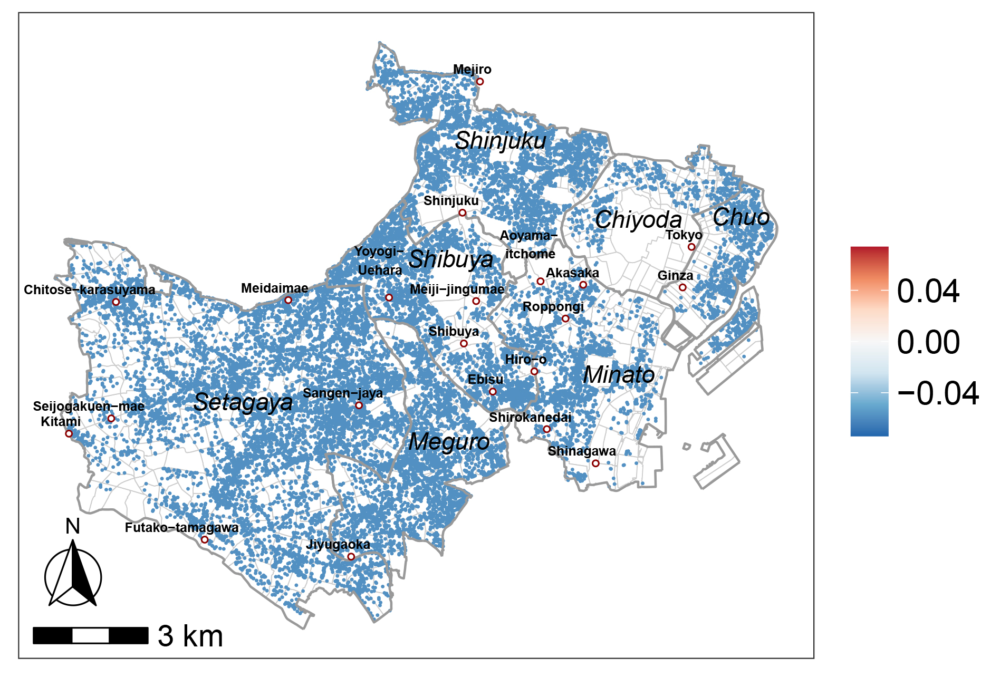 Mejiro
Shinjuku
Shinjuku
Chiyoda
Chuo
Aoyama−
itchome
Tokyo
Yoyogi−
Uehara
Shibuya
Akasaka
Ginza
Chitose−karasuyama
Meidaimae
Meiji−jingumae
Roppongi
Shibuya
Hiro−o
Ebisu
Minato
Setagaya
Sangen−jaya
Seijogakuen−mae
Kitami
Shirokanedai
Meguro
Shinagawa
Futako−tamagawa
Jiyugaoka
N
3 km
0.04
0.00
−0.04